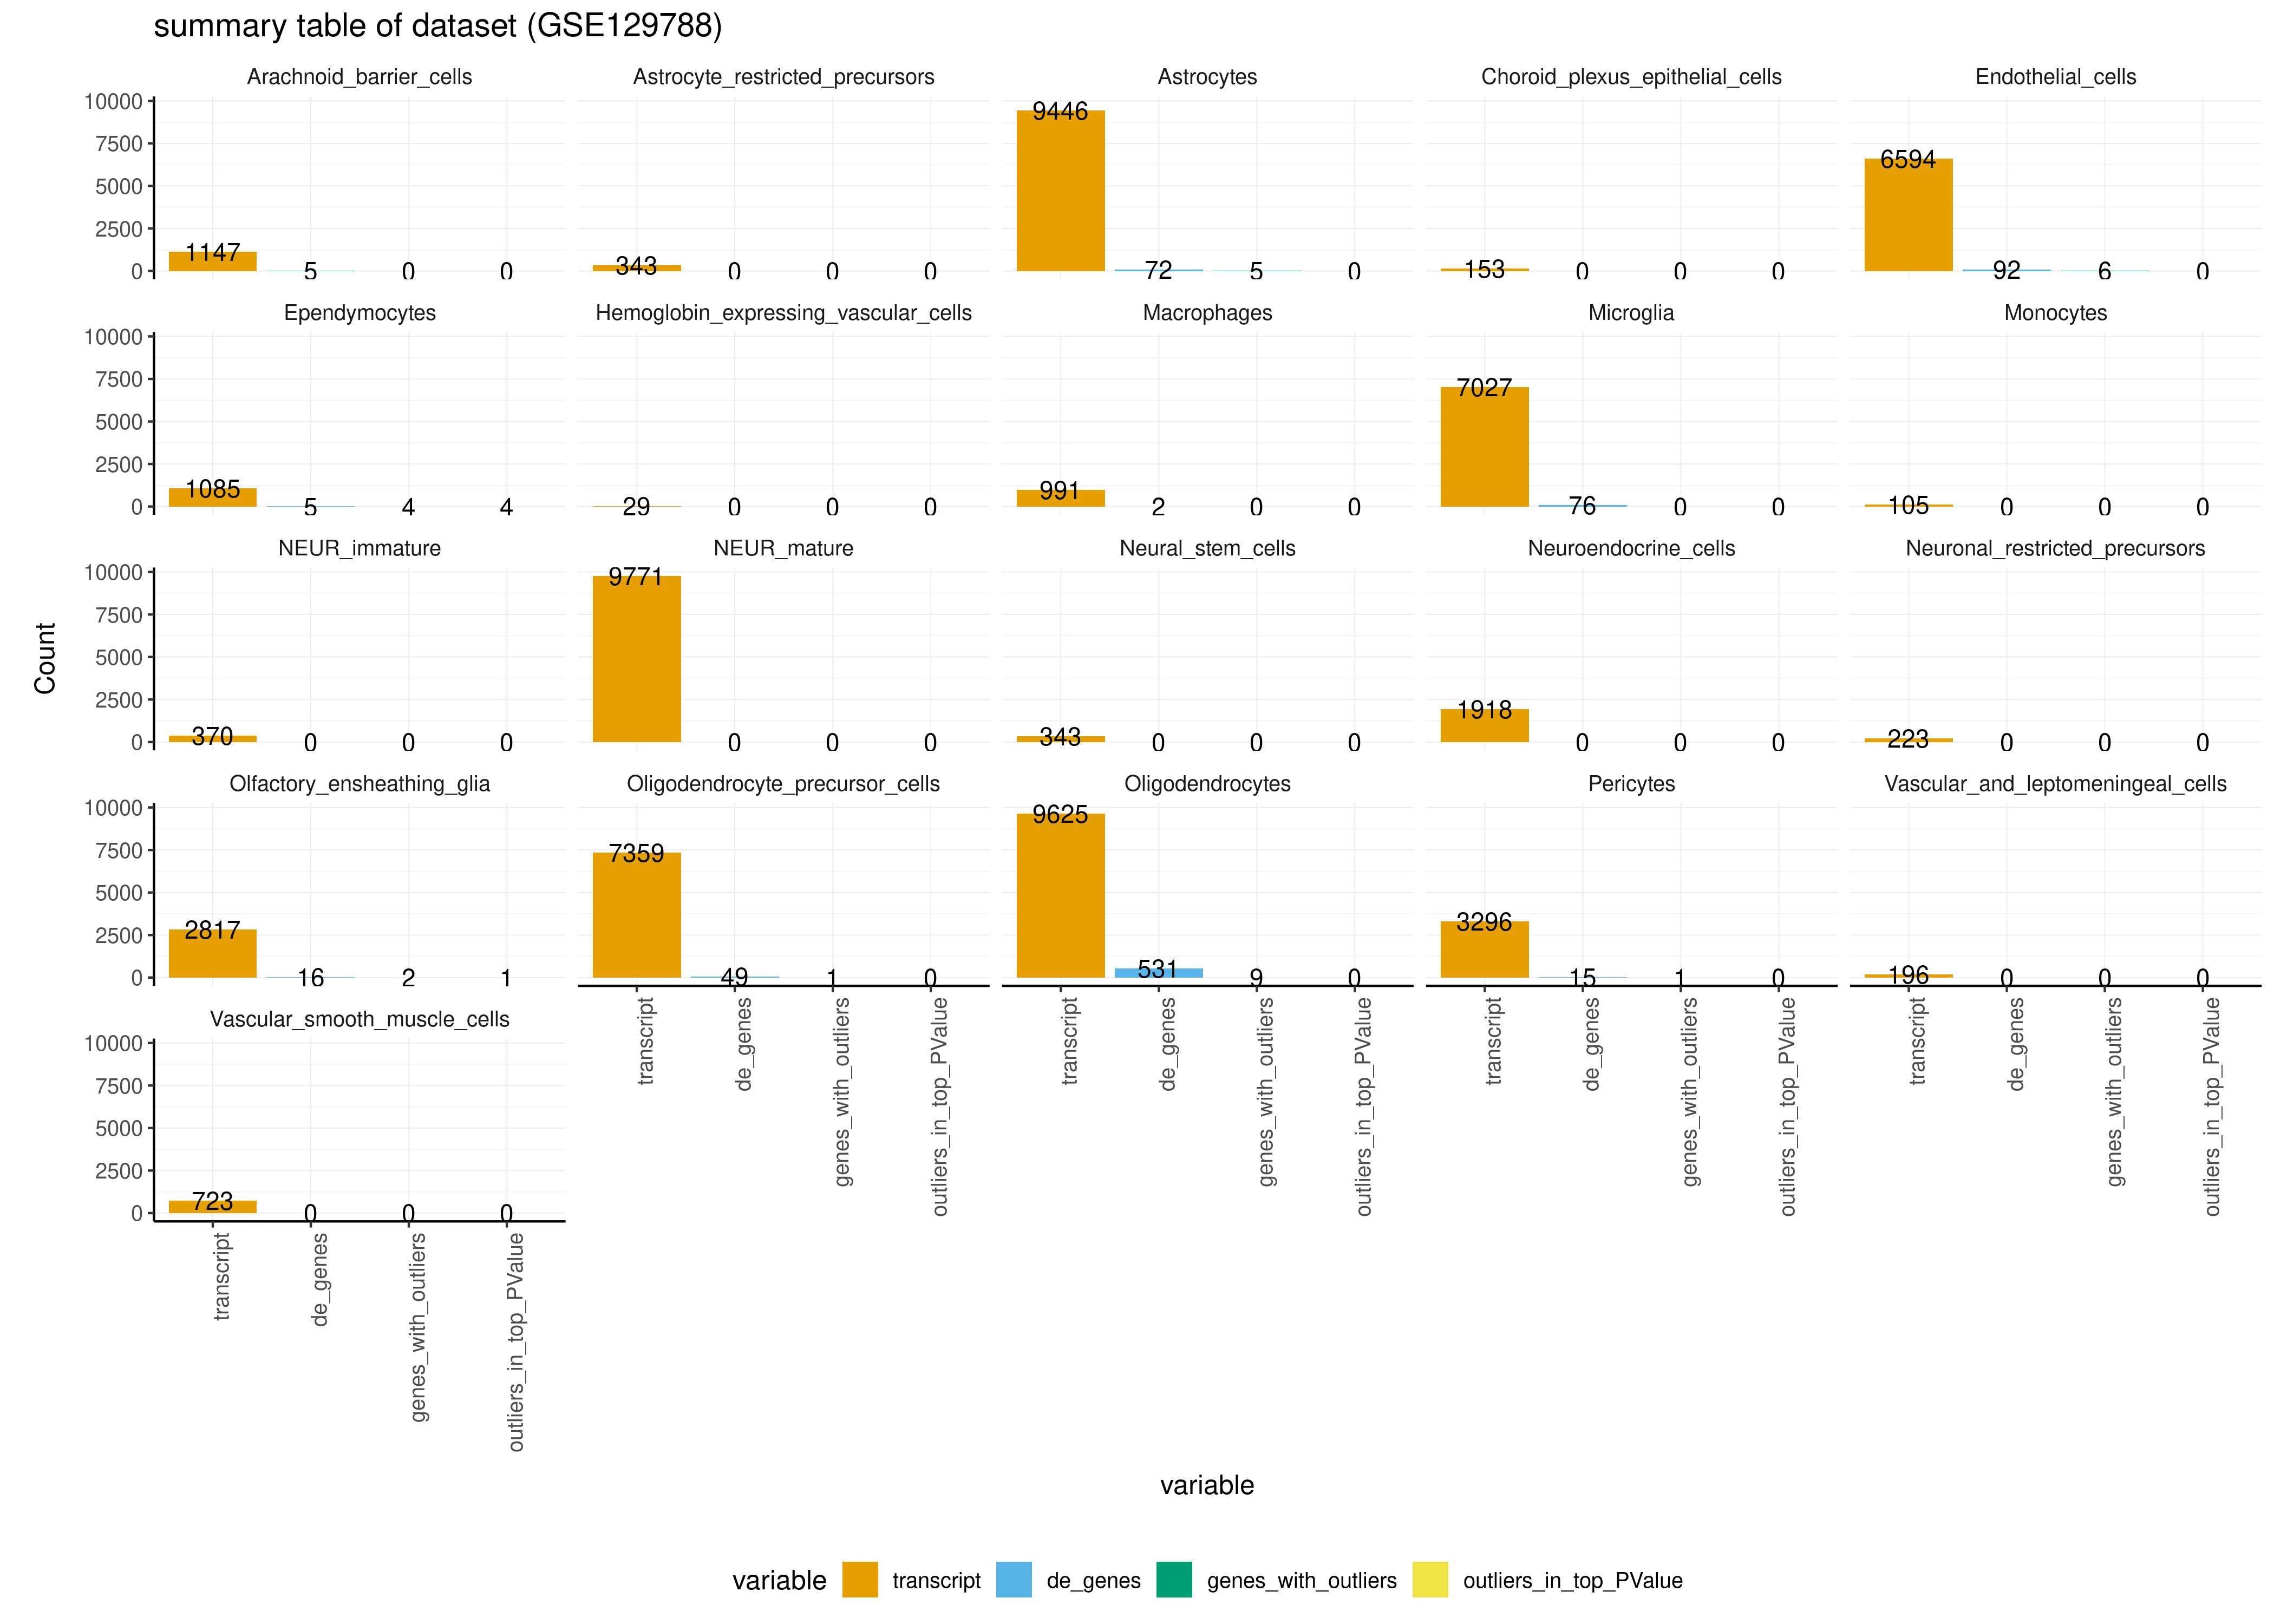 summary table of dataset (GSE129788)
Arachnoid_barrier_cells Astrocyte_restricted_precursors Astrocytes Choroid_plexus_epithelial_cells Endothelial_cells
10000
7500
5000
2500
0
1147 5 0 0
343 0 0 0
9446 72 5 0
153 0 0 0
6594 92 6 0
Ependymocytes Hemoglobin_expressing_vascular_cells Macrophages Microglia Monocytes
10000
7500
5000
2500
0
1085 5 4 4
29 0 0 0
991 2 0 0
7027 76 0 0
105 0 0 0
NEUR_immature NEUR_mature Neural_stem_cells Neuroendocrine_cells Neuronal_restricted_precursors
10000
7500
5000
2500
0
370 0 0 0
9771 0 0 0
343 0 0 0
1918 0 0 0
223 0 0 0
Count
Olfactory_ensheathing_glia Oligodendrocyte_precursor_cells Oligodendrocytes Pericytes Vascular_and_leptomeningeal_cells
10000
7500
5000
2500
0
2817 16 2 1
7359 49 1 0
9625 531 9 0
3296 15 1 0
196 0 0 0
transcript de_genes genes_with_outliers outliers_in_top_PValue
transcript de_genes genes_with_outliers outliers_in_top_PValue
transcript de_genes genes_with_outliers outliers_in_top_PValue
transcript de_genes genes_with_outliers outliers_in_top_PValue
Vascular_smooth_muscle_cells
10000
7500
5000
2500
0
723 0 0 0
transcript de_genes genes_with_outliers outliers_in_top_PValue
variable
variable transcript de_genes genes_with_outliers outliers_in_top_PValue